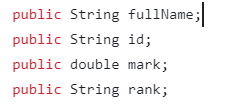 public String fullName;
public String id;
public double mark;
public String rank;